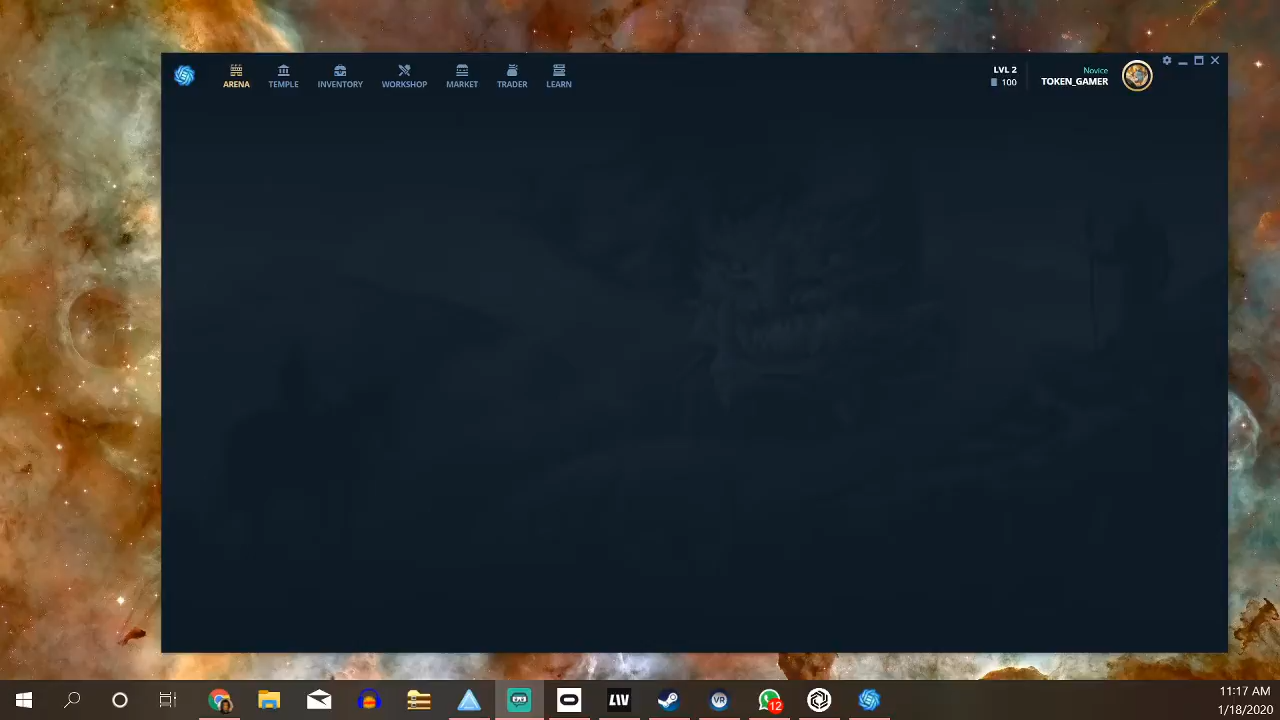 ARENA TEMPLE INVENTORY WORKSHOP MARKET TRADER LEARN
LVL 2
100
Novice
TOKEN_GAMER
LIV
VR
12
11:17 AM
1/18/2020